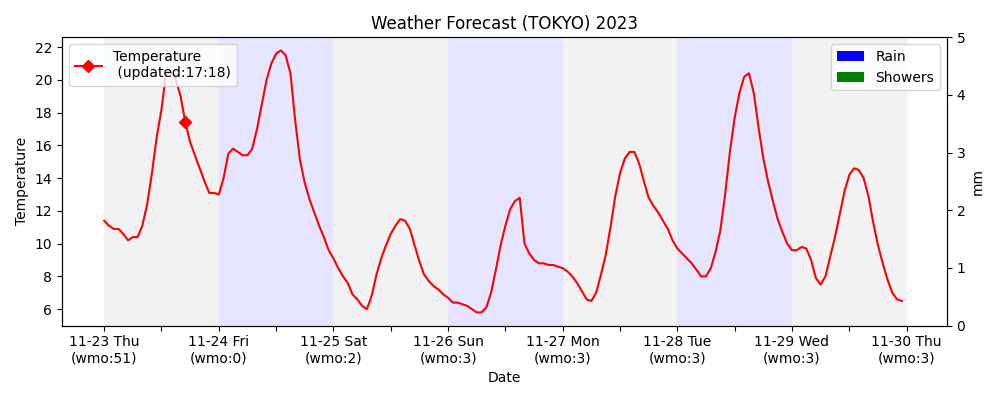 Weather Forecast (TOKYO) 2023
Temperature
(updated:17:18)
Rain
Showers
Temperature
22
20
18
16
14
12
10
8
6
5
4
3
2
1
0
mm
11-23 Thu
(wmo:51)
11-24 Fri
(wmo:0)
11-25 Sat
(wmo:2)
11-26 Sun
(wmo:3)
11-27 Mon
(wmo:3)
11-28 Tue
(wmo:3)
11-29 Wed
(wmo:3)
11-30 Thu
(wmo:3)
Date